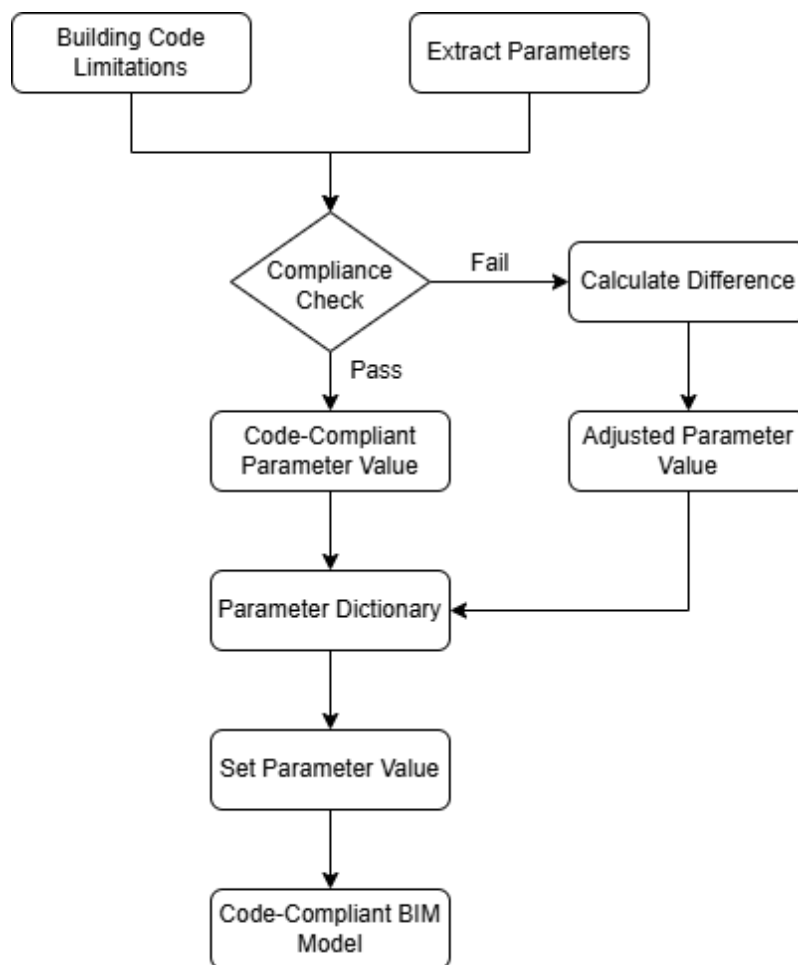 Building Code
Limitations
Extract Parameters
Compliance
Check
Fail
Calculate Difference
Pass
Code-Compliant
Parameter Value
Adjusted Parameter
Value
Parameter Dictionary
Set Parameter Value
Code-Compliant BIM
Model